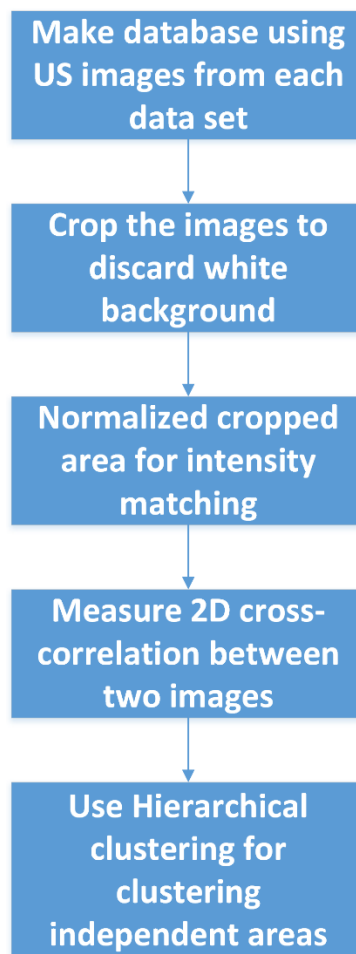 Make database using
US images from each
data set
Crop the images to
discard white
background
Normalized cropped
area for intensity
matching
Measure 2D cross-
correlation between
two images
Use Hierarchical
clustering for
clustering
independent areas